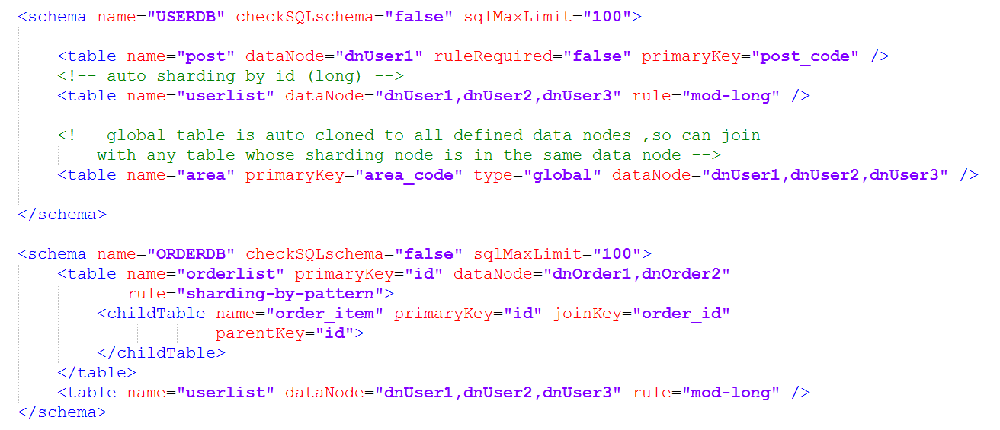 <schema name="USERDB" checkSQLschema="false" sqlMaxLimit="100">
<table name="post" dataNode="dnUser1" ruleRequired="false" primaryKey="post_code" />
<!-- auto sharding by id (long) -->
<table name="userlist" dataNode="dnUser1,dnUser2,dnUser3" rule="mod-long" />
<!-- global table is auto cloned to all defined data nodes ,so can join
with any table whose sharding node is in the same data node -->
<table name="area" primaryKey="area_code" type="global" dataNode="dnUser1,dnUser2,dnUser3" />
</schema>
<schema name="ORDERDB" checkSQLschema="false" sqlMaxLimit="100">
<table name="orderlist" primaryKey="id" dataNode="dnOrder1,dnOrder2"
rule="sharding-by-pattern">
<childTable name="order_item" primaryKey="id" joinKey="order_id"
parentKey="id">
</childTable>
</table>
<table name="userlist" dataNode="dnUser1,dnUser2,dnUser3" rule="mod-long" />
</schema>